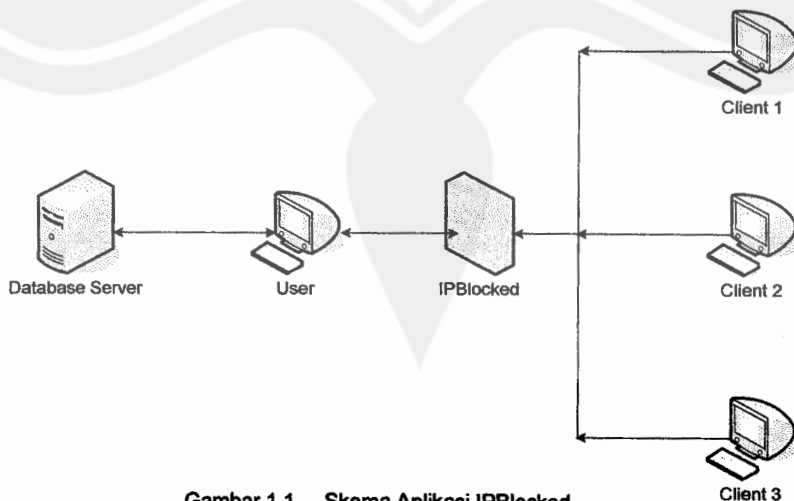 Client 1
Database Server
User
IPBlocked
Client 2
Client 3
Gambar 1.1 Skema Aplikasi IPBlocked